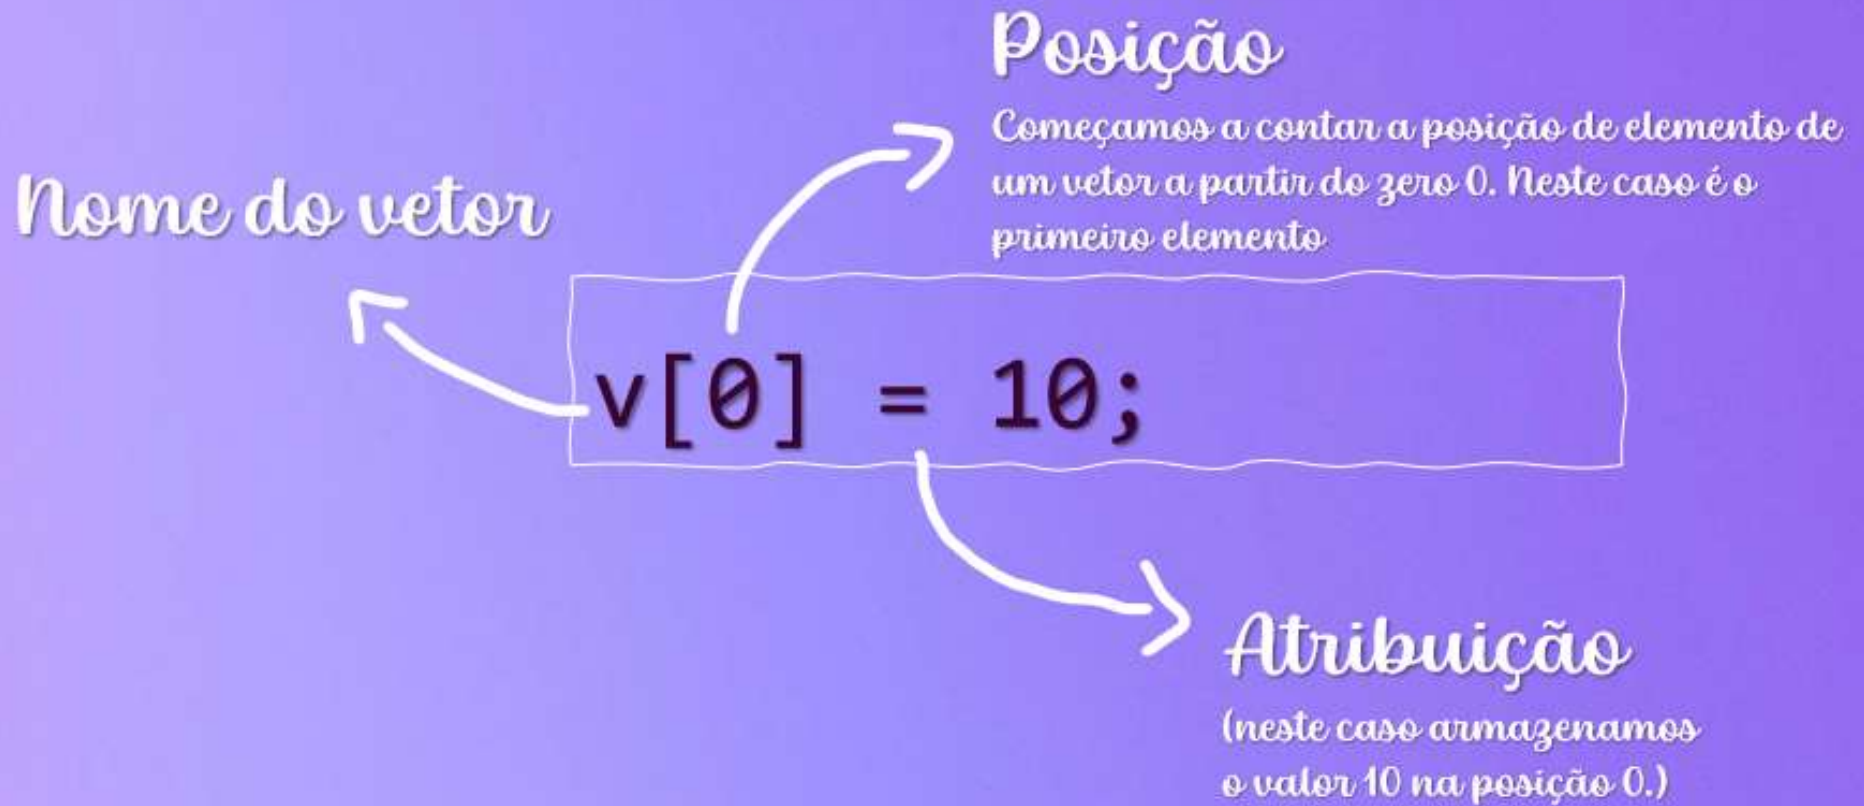 Posição
Começamos a contar a posição de elemento de
um vetor a partir do zero 0. Neste caso é o
primeiro elemento
Nome do vetor
v[0] = 10;
Atribuição
(neste caso armazenamos
o valor 10 na posição 0.)